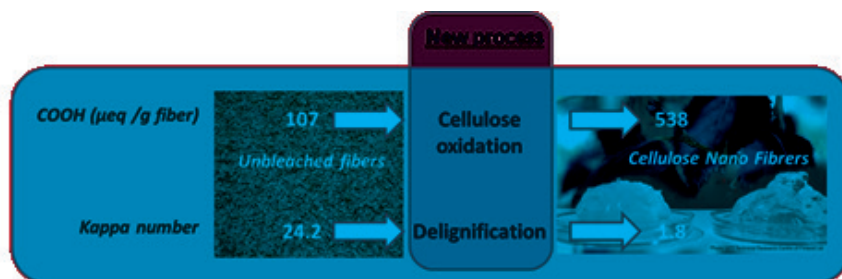 New process
COOH (µeq /g fiber)
107
Cellulose
oxidation
538
Unbleached fibers
Cellulose Nano Fibrers
Kappa number
24.2
Delignification
1.8